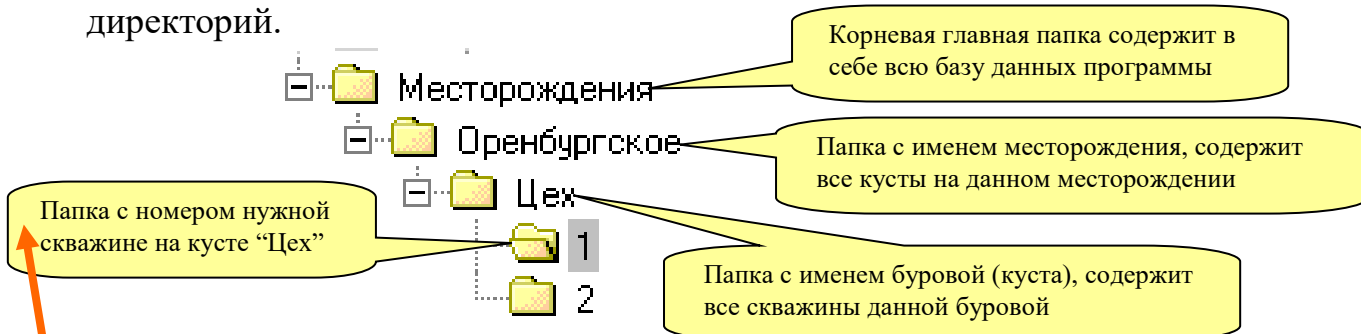 директорий.
Корневая главная папка содержит в
себе всю базу данных программы
Месторождения
Оренбургское
Папка с именем месторождения, содержит
все кусты на данном месторождении
Цех
Папка с номером нужной
скважине на кусте “Цех”
1
Папка с именем буровой (куста), содержит
все скважины данной буровой
2